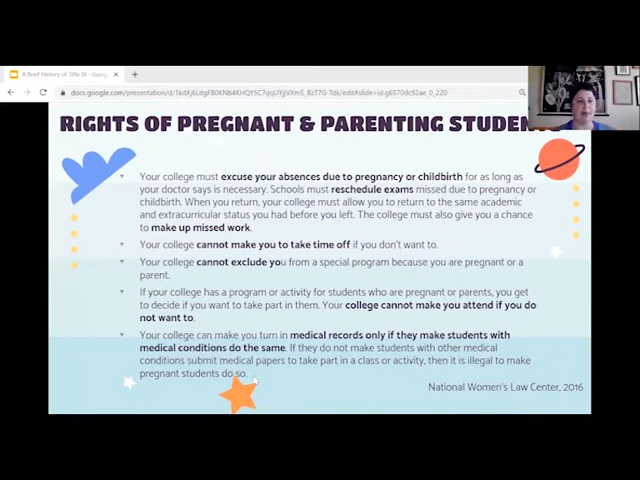 A Brief History of Title IX - Goog
RIGHTS OF PREGNANT & PARENTING STUDENTS
Your college must excuse your absences due to pregnancy or childbirth for as long as
your doctor says is necessary. Schools must reschedule exams missed due to pregnancy or
childbirth. When you return, your college must allow you to return to the same academic
and extracurricular status you had before you left. The college must also give you a chance
to make up missed work.
Your college cannot make you to take time off if you don't want to.
Your college cannot exclude you from a special program because you are pregnant or a
parent.
If your college has a program or activity for students who are pregnant or parents, you get
to decide if you want to take part in them. Your college cannot make you attend if you do
not want to.
Your college can make you turn in medical records only if they make students with
medical conditions do the same. If they do not make students with other medical
conditions submit medical papers to take part in a class or activity, then it is illegal to make
pregnant students do so.
National Women's Law Center, 2016